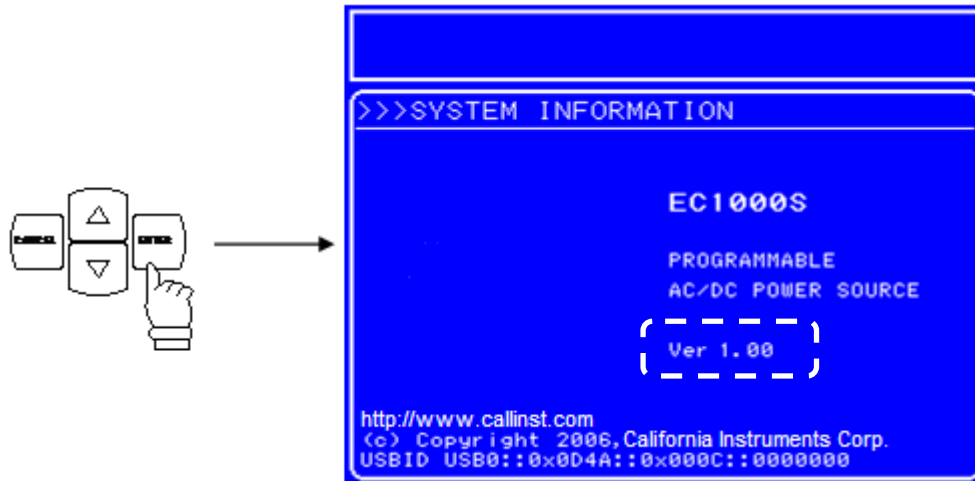 >>>SYSTEM INFORMATION
EC1000S
PROGRAMMABLE
AC/DC POWER SOURCE
Ver 1.00
http://www.callinst.com
(c) Copyright 2006, California Instruments Corp.
USBID USB0::0x0D4A::0x000C::0000000